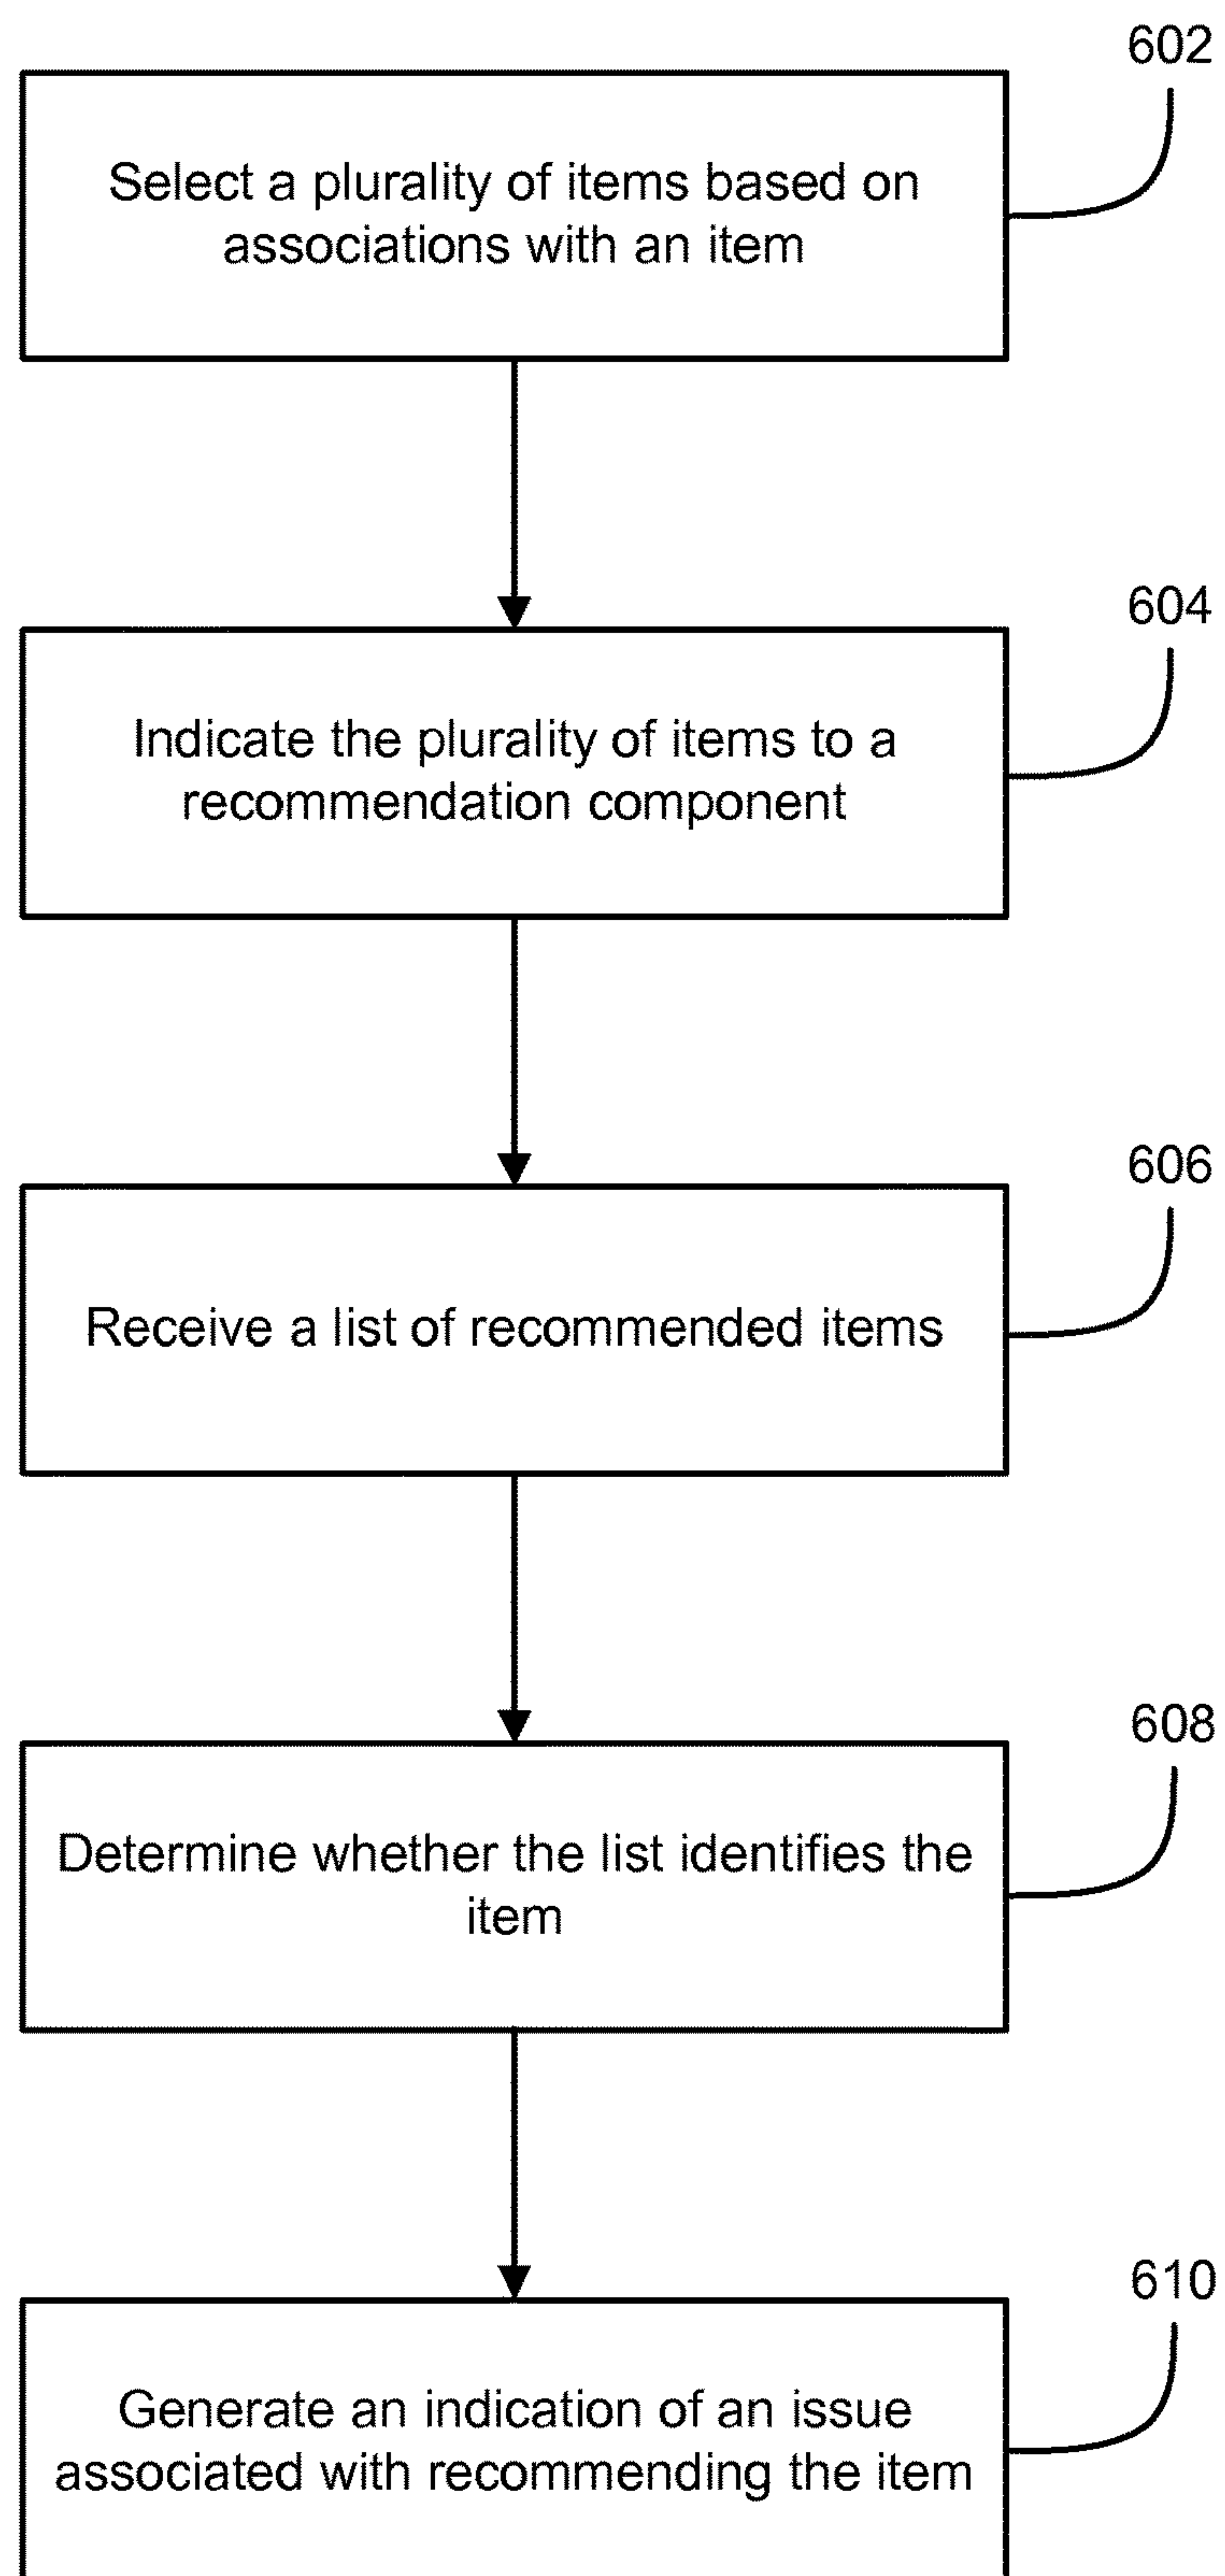 602
Select a plurality of items based on
associations with an item
604
Indicate the plurality of items to a
recommendation component
606
Receive a list of recommended items
608
Determine whether the list identifies the
item
610
Generate an indication of an issue
associated with recommending the item